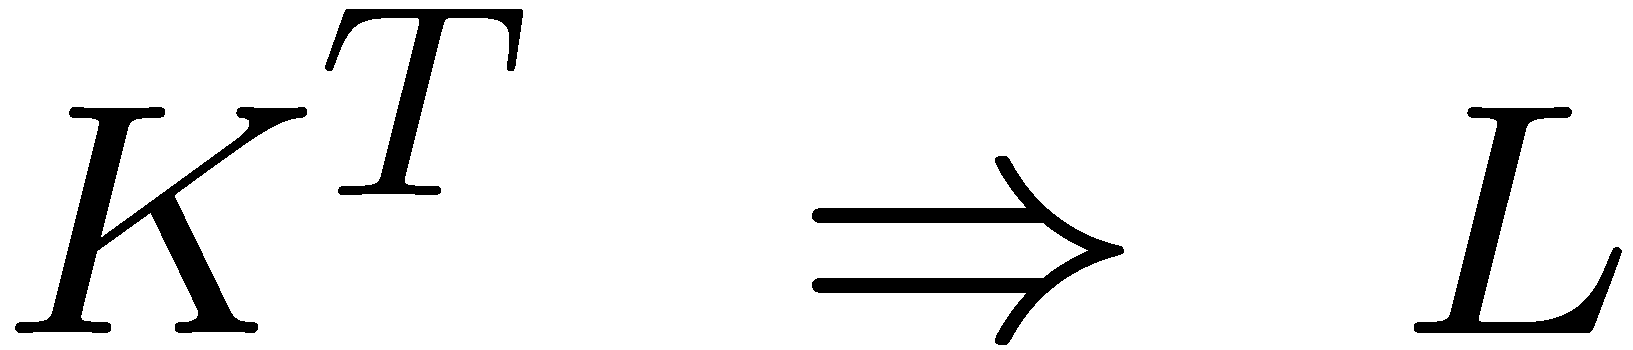 K^T ⇒ L